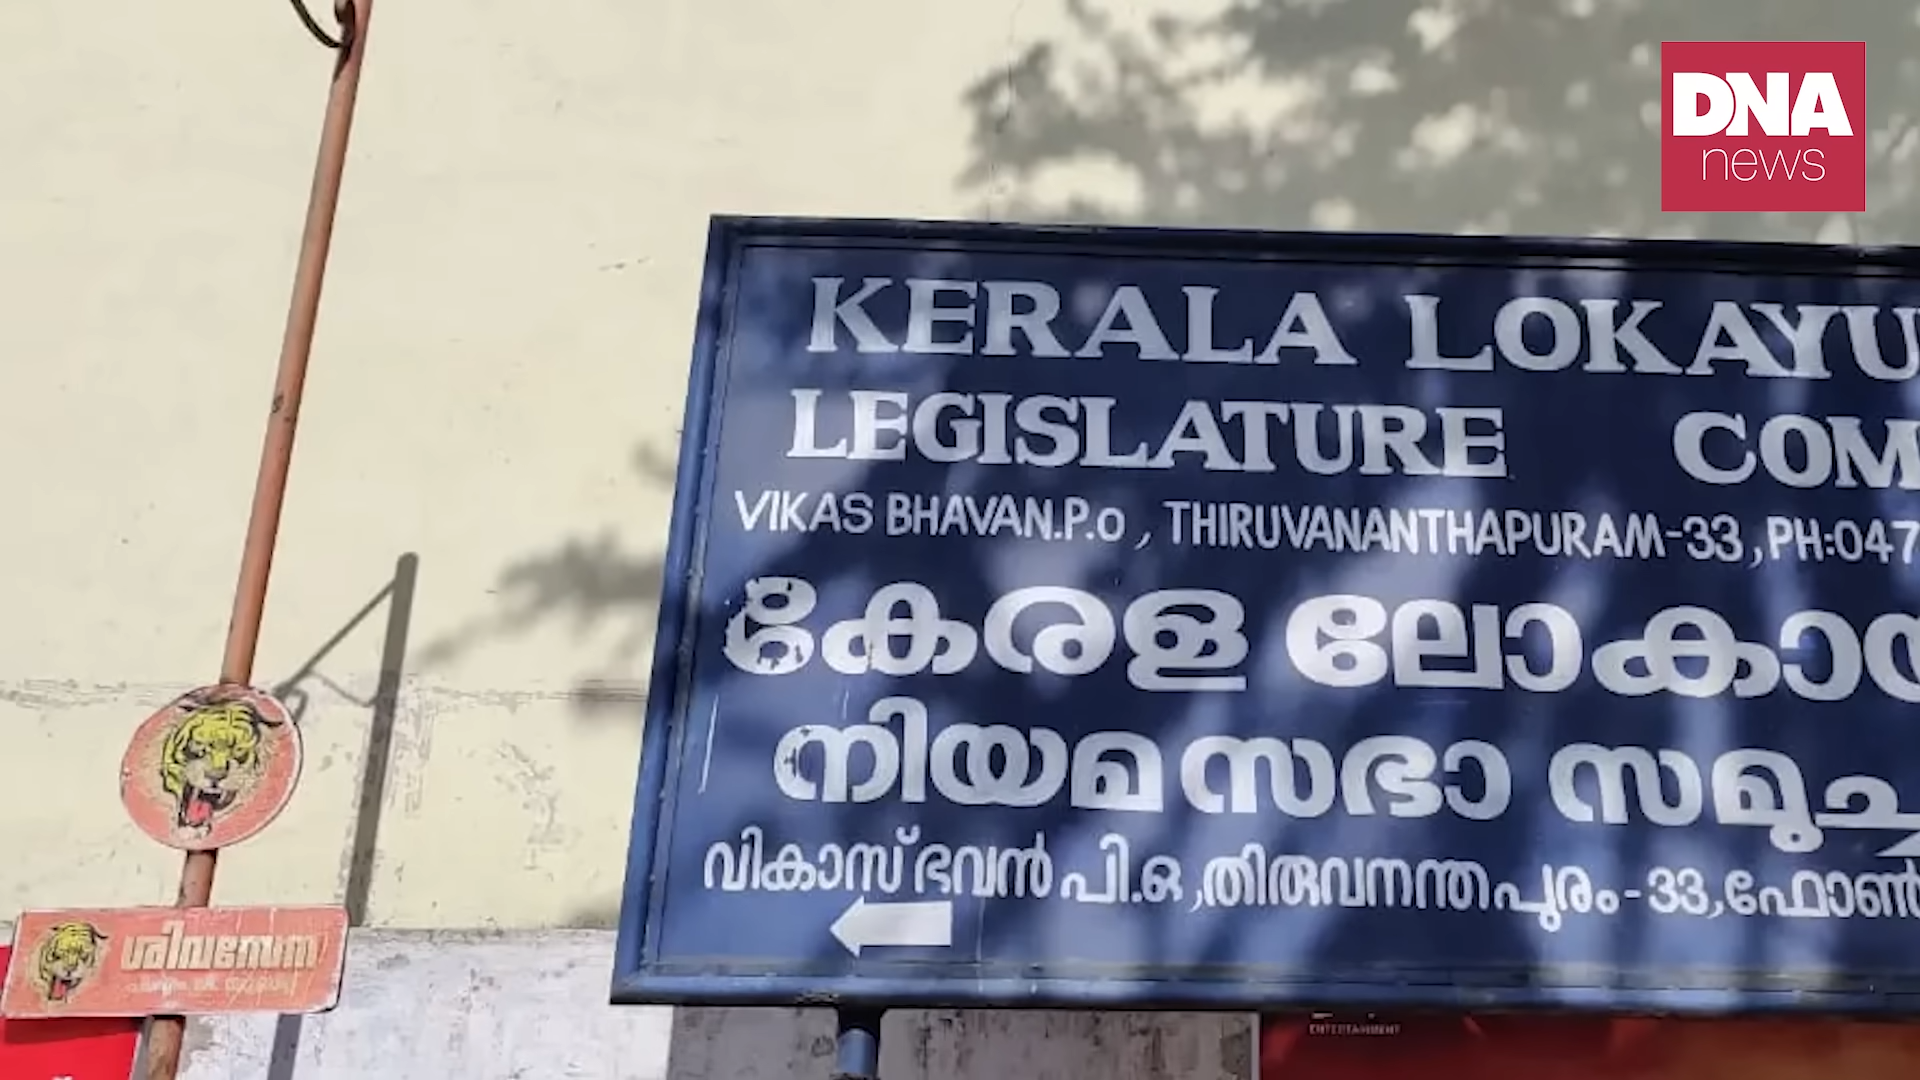 DNA
news
KERALA LOKAYU
LEGISLATURE COM
VIKAS BHAVAN.P.O, THIRUVANANTHAPURAM-33, PH:047
കേരള ലോകായ
നിയമസഭാ സമുച്ച
വികാസ് ഭവൻ പി.ഒ, തിരുവനന്തപുരം-33, ഫോൺ
ശിവസേന
ENTERTAINMENT